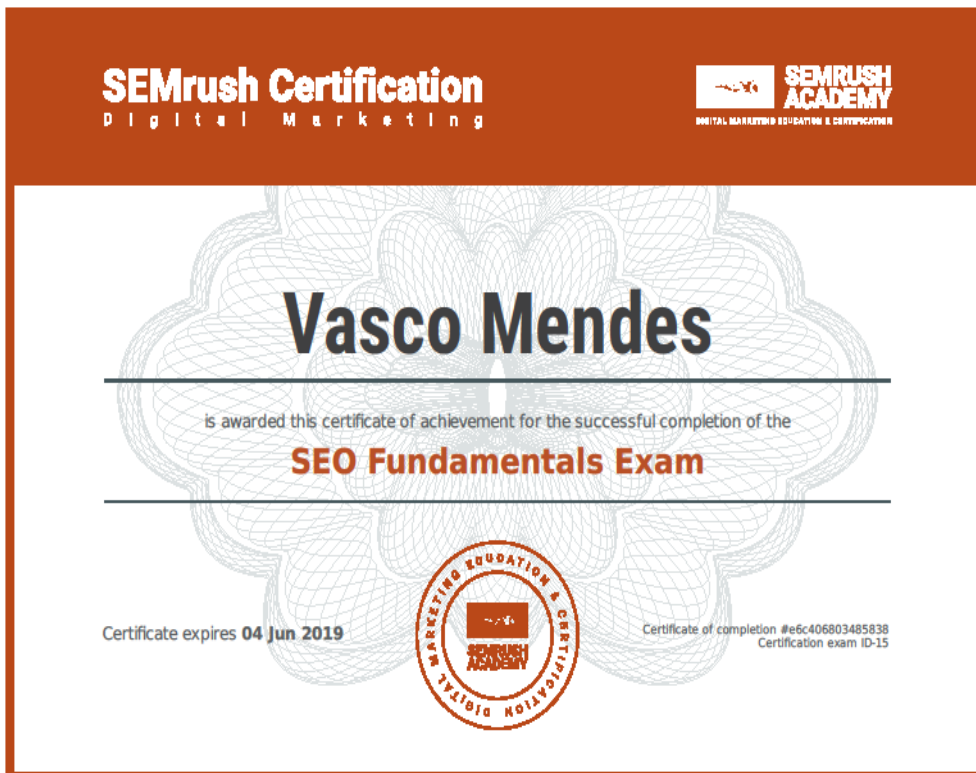 SEMrush Certification
Digital Marketing
SEMRUSH
ACADEMY
DIGITAL MARKETING EDUCATION & CERTIFICATION
Vasco Mendes
is awarded this certificate of achievement for the successful completion of the
SEO Fundamentals Exam
DIGITAL MARKETING EDUCATION & CERTIFICATION
SEMRUSH
ACADEMY
Certificate expires 04 Jun 2019
Certificate of completion #e6c406803485838
Certification exam ID-15